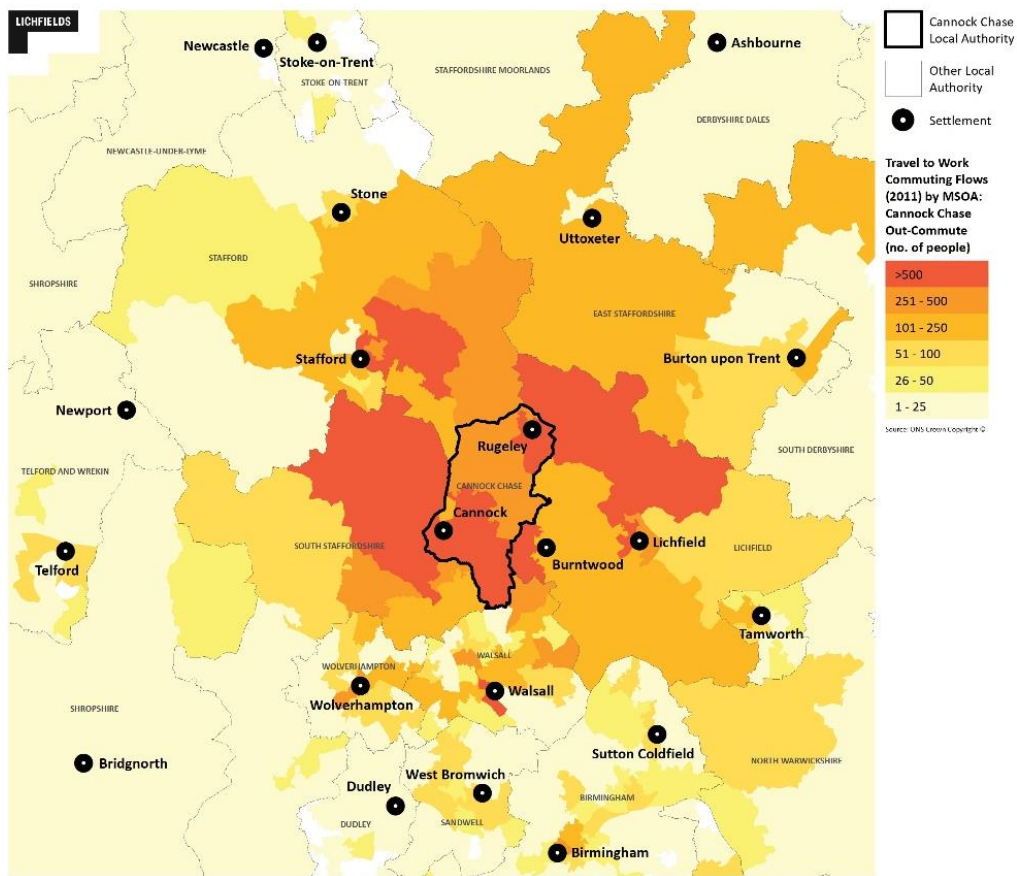 LICHFIELDS
Newcastle
Stoke-on-Trent
STOKE ON TRENT
STAFFORDSHIRE MOORLANDS
Ashbourne
DERBYSHIRE DALES
NEWCASTLE-UNDER-LYME
Stone
Uttoxeter
STAFFORD
SHROPSHIRE
EAST STAFFORDSHIRE
Stafford
Burton upon Trent
Newport
Rugeley
SOUTH DERBYSHIRE
TELFORD AND WREKIN
CANNOCK CHASE
Cannock
SOUTH STAFFORDSHIRE
Lichfield
LICHFIELD
Telford
Burntwood
Tamworth
WOLVERHAMPTON
WALSALL
Wolverhampton
Walsall
SHROPSHIRE
Sutton Coldfield
Bridgnorth
NORTH WARWICKSHIRE
West Bromwich
Dudley
BIRMINGHAM
DUDLEY
SANDWELL
Birmingham
Cannock Chase
Local Authority
Other Local
Authority
Settlement
Travel to Work
Commuting Flows
(2011) by MSOA:
Cannock Chase
Out-Commute
(no. of people)
>500
251 - 500
101 - 250
51 - 100
26 - 50
1 - 25
Source: ONS Crown Copyright ©